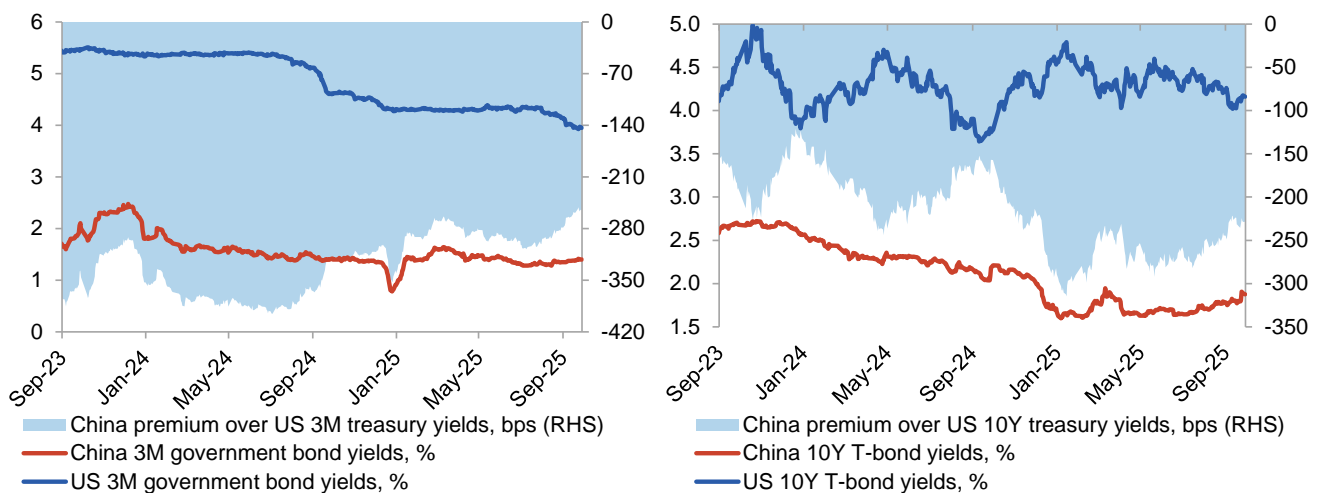 6
5
4
3
2
1
0
0
-70
-140
-210
-280
-350
-420
Sep-23
Jan-24
May-24
Sep-24
Jan-25
May-25
Sep-25
China premium over US 3M treasury yields, bps (RHS)
China 3M government bond yields, %
US 3M government bond yields, %
5.0
4.5
4.0
3.5
3.0
2.5
2.0
1.5
0
-50
-100
-150
-200
-250
-300
-350
Sep-23
Jan-24
May-24
Sep-24
Jan-25
May-25
Sep-25
China premium over US 10Y treasury yields, bps (RHS)
China 10Y T-bond yields, %
US 10Y T-bond yields, %